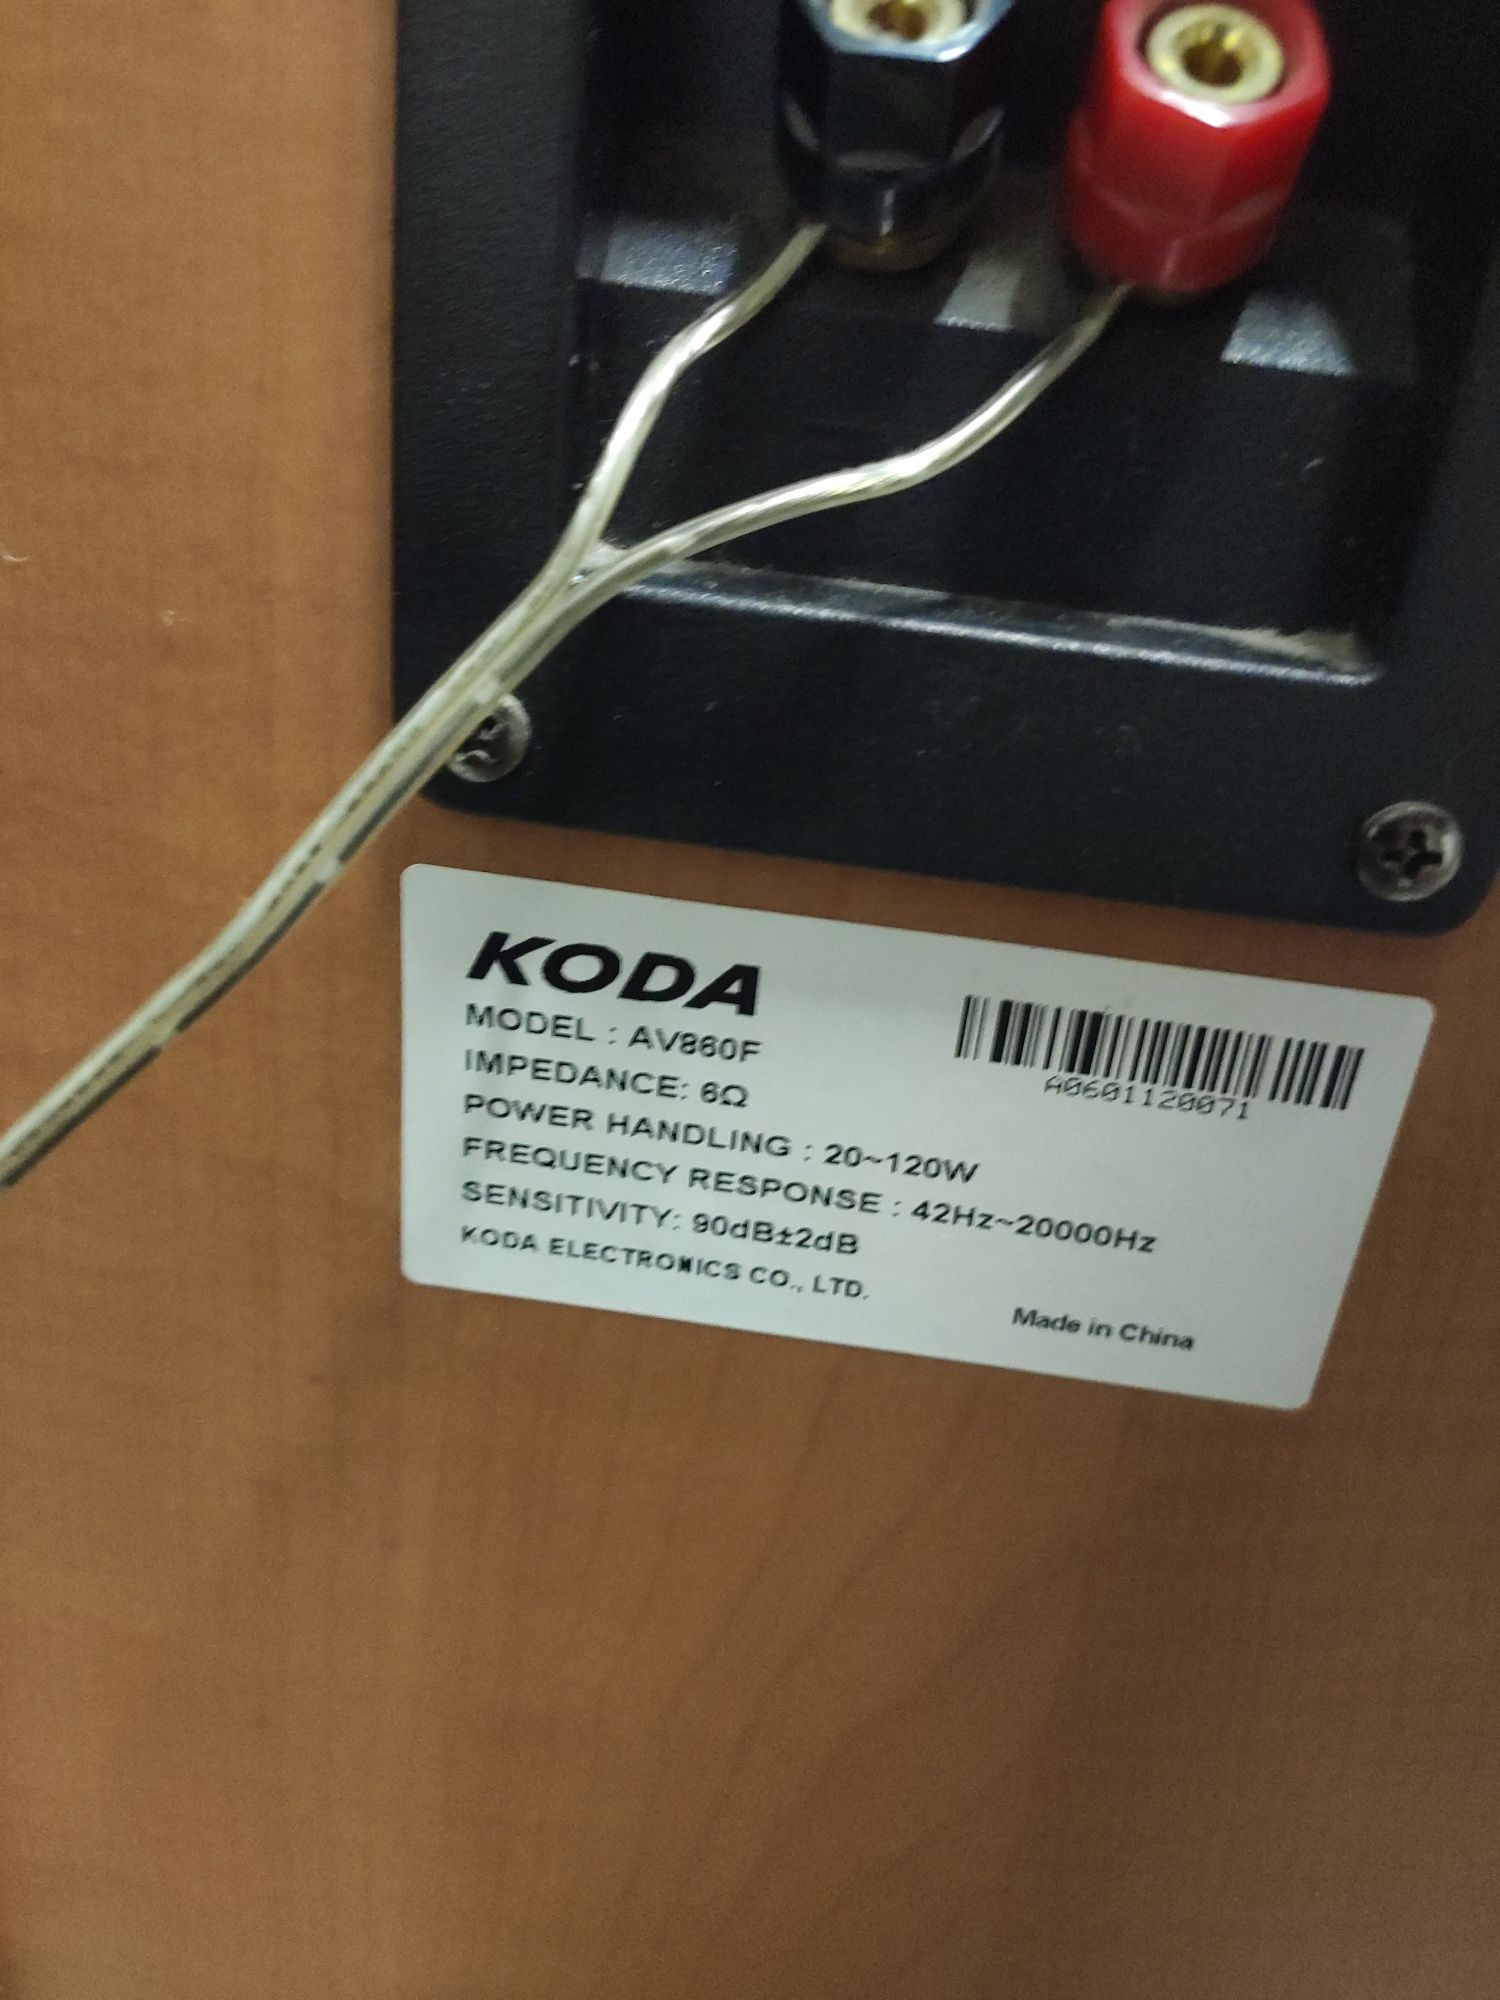 KODA
MODEL : AV860F
IMPEDANCE: 6Ω
POWER HANDLING : 20~120W
FREQUENCY RESPONSE : 42Hz~20000Hz
SENSITIVITY: 90dB±2dB
KODA ELECTRONICS CO., LTD.
A0601120071
Made in China